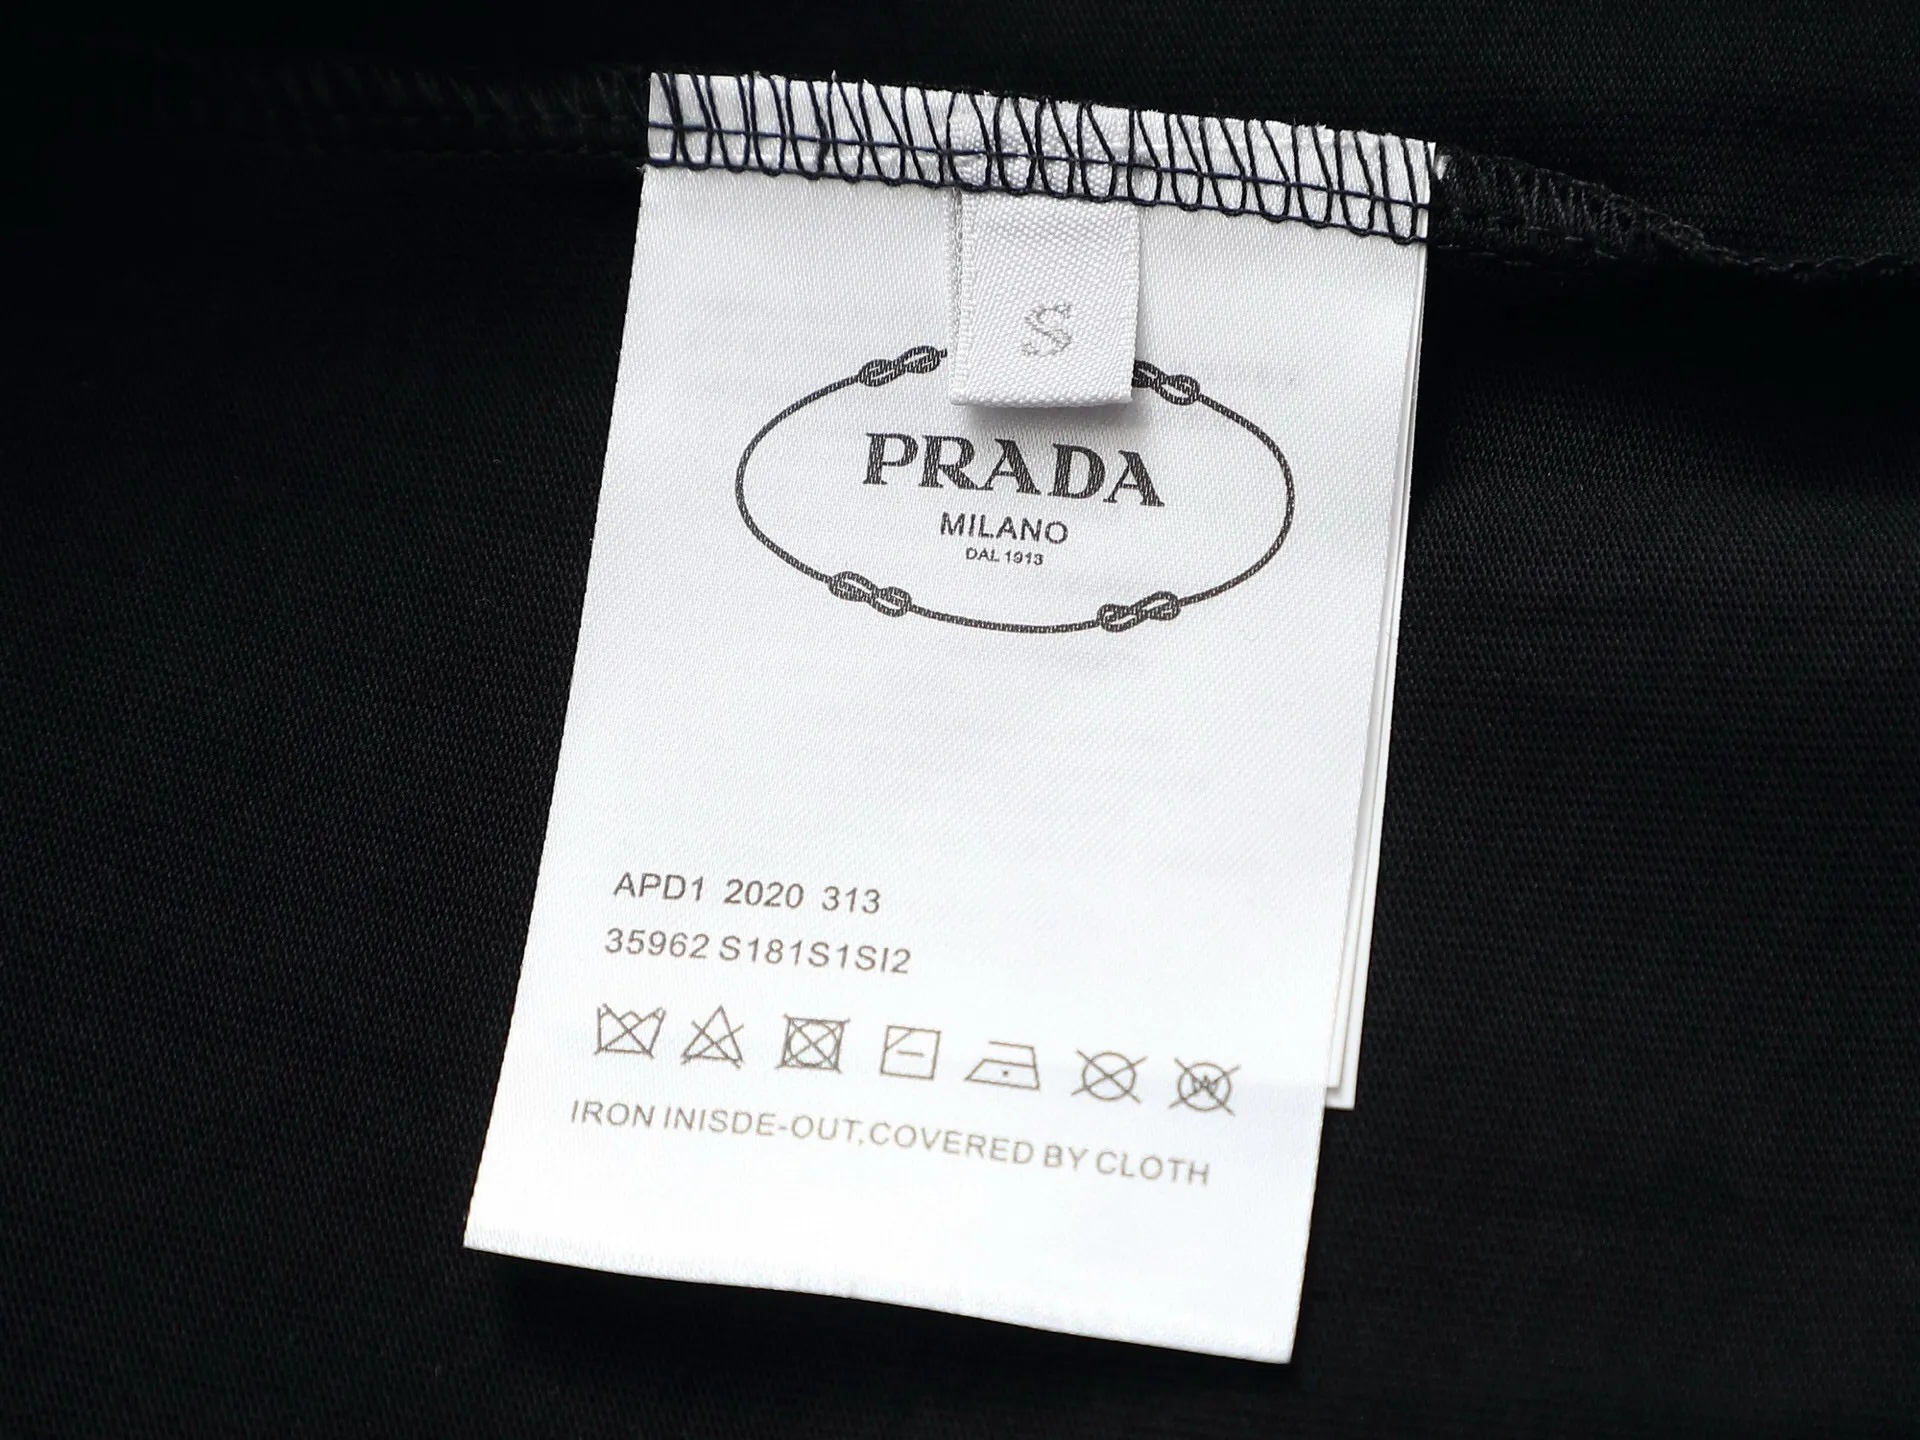 S
PRADA
MILANO
DAL 1913
APD1 2020 313
35962 S181S1SI2
W
IRON INISDE-OUT,COVERED BY CLOTH